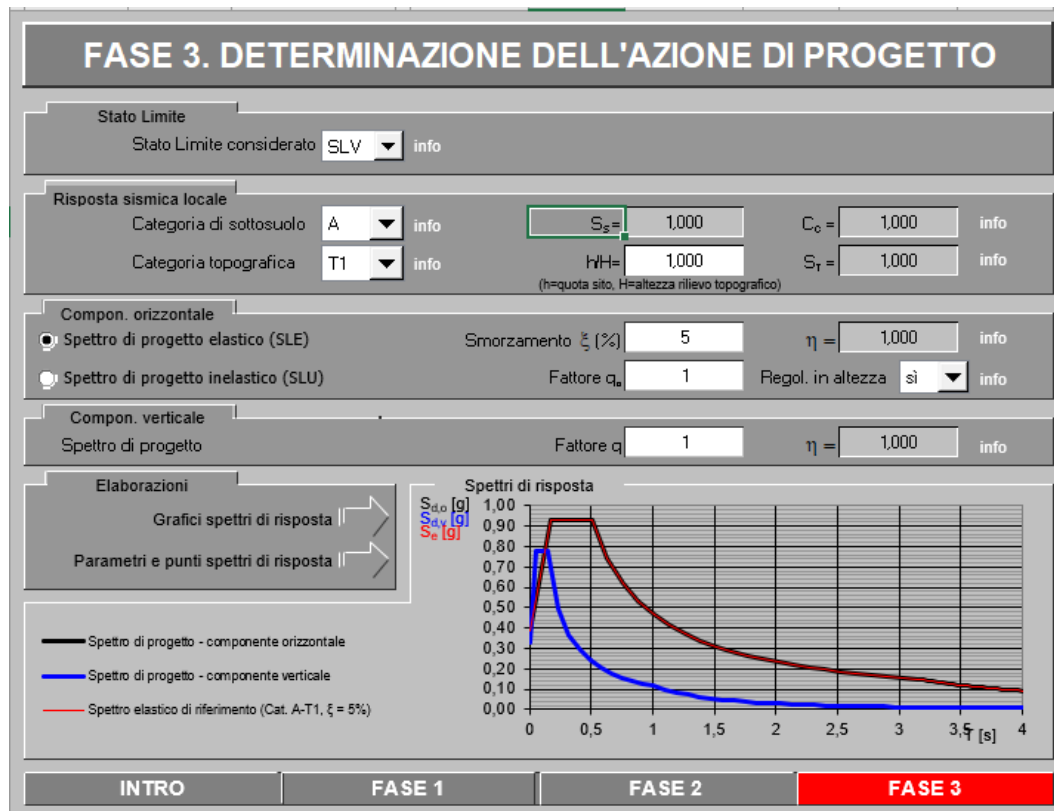 FASE 3. DETERMINAZIONE DELL'AZIONE DI PROGETTO
Stato Limite
Stato Limite considerato SLV info
Risposta sismica locale
Categoria di sottosuolo A info Ss= 1,000 Cc = 1,000 info
Categoria topografica T1 info h/H= 1,000 ST = 1,000 info
(h=quota sito, H=altezza rilievo topografico)
Compon. orizzontale
Spettro di progetto elastico (SLE) Smorzamento ξ (%) 5 η = 1,000 info
Spettro di progetto inelastico (SLU) Fattore qo 1 Regol. in altezza sì info
Compon. verticale
Spettro di progetto Fattore q 1 η = 1,000 info
Elaborazioni
Grafici spettri di risposta
Parametri e punti spettri di risposta
Spettri di risposta
Sd,o [g]
Sd,v [g]
Se [g]
1,00
0,90
0,80
0,70
0,60
0,50
0,40
0,30
0,20
0,10
0,00
0 0,5 1 1,5 2 2,5 3 3,5 4
T [s]
Spettro di progetto - componente orizzontale
Spettro di progetto - componente verticale
Spettro elastico di riferimento (Cat. A-T1, ξ = 5%)
INTRO FASE 1 FASE 2 FASE 3